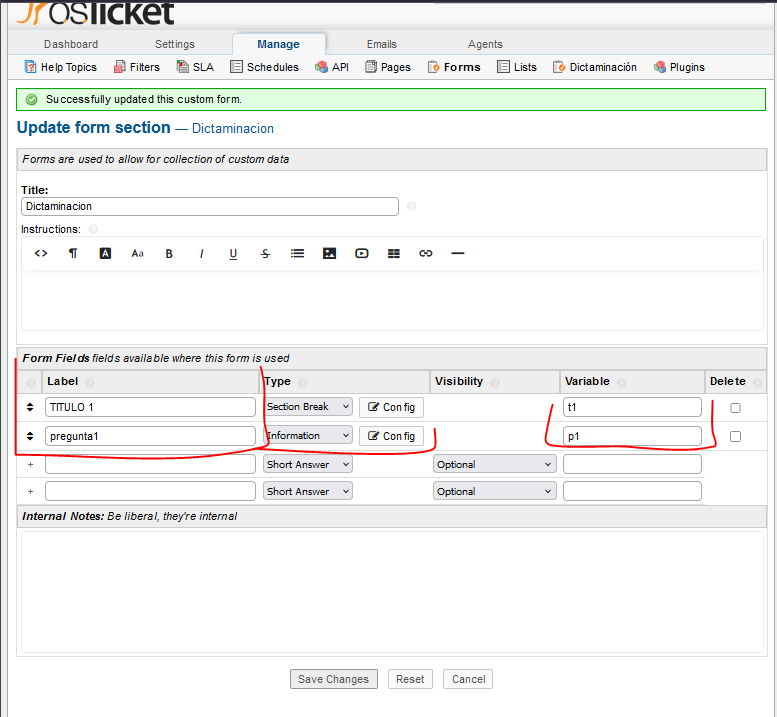 osTicket
Dashboard Settings Manage Emails Agents
Help Topics Filters SLA Schedules API Pages Forms Lists Dictaminación Plugins
Successfully updated this custom form.
Update form section — Dictaminacion
Forms are used to allow for collection of custom data
Title:
Dictaminacion
Instructions:
<> ¶ A Aa B I U S
Form Fields fields available where this form is used
Label Type Visibility Variable Delete
TITULO 1 Section Break Config t1
pregunta1 Information Config p1
+ Short Answer Optional
+ Short Answer Optional
Internal Notes: Be liberal, they're internal
Save Changes Reset Cancel